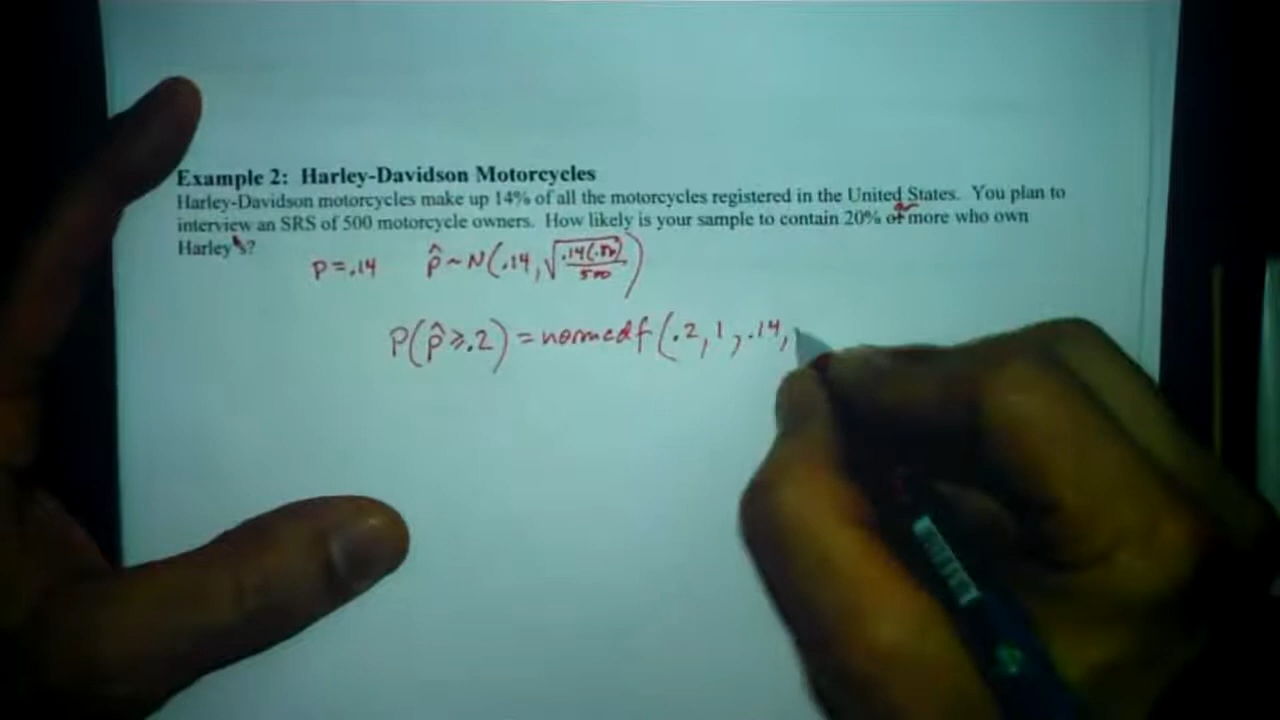 Example 2: Harley-Davidson Motorcycles
Harley-Davidson motorcycles make up 14% of all the motorcycles registered in the United States. You plan to
interview an SRS of 500 motorcycle owners. How likely is your sample to contain 20% or more who own
Harley's?
p=.14 p̂~N(.14, √(.14(.86)/500))
P(p̂≥.2) = normcdf(.2,1,.14,